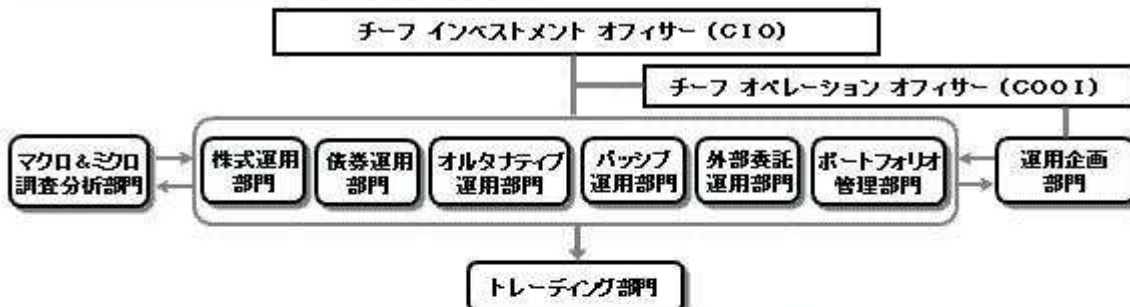 チーフ インベストメント オフィサー (CIO)
チーフ オペレーション オフィサー (COOI)
マクロ&ミクロ
調査分析部門
株式運用
部門
債券運用
部門
オルタナティブ
運用部門
パッシブ
運用部門
外部委託
運用部門
ポートフォリオ
管理部門
運用企画
部門
トレーディング部門